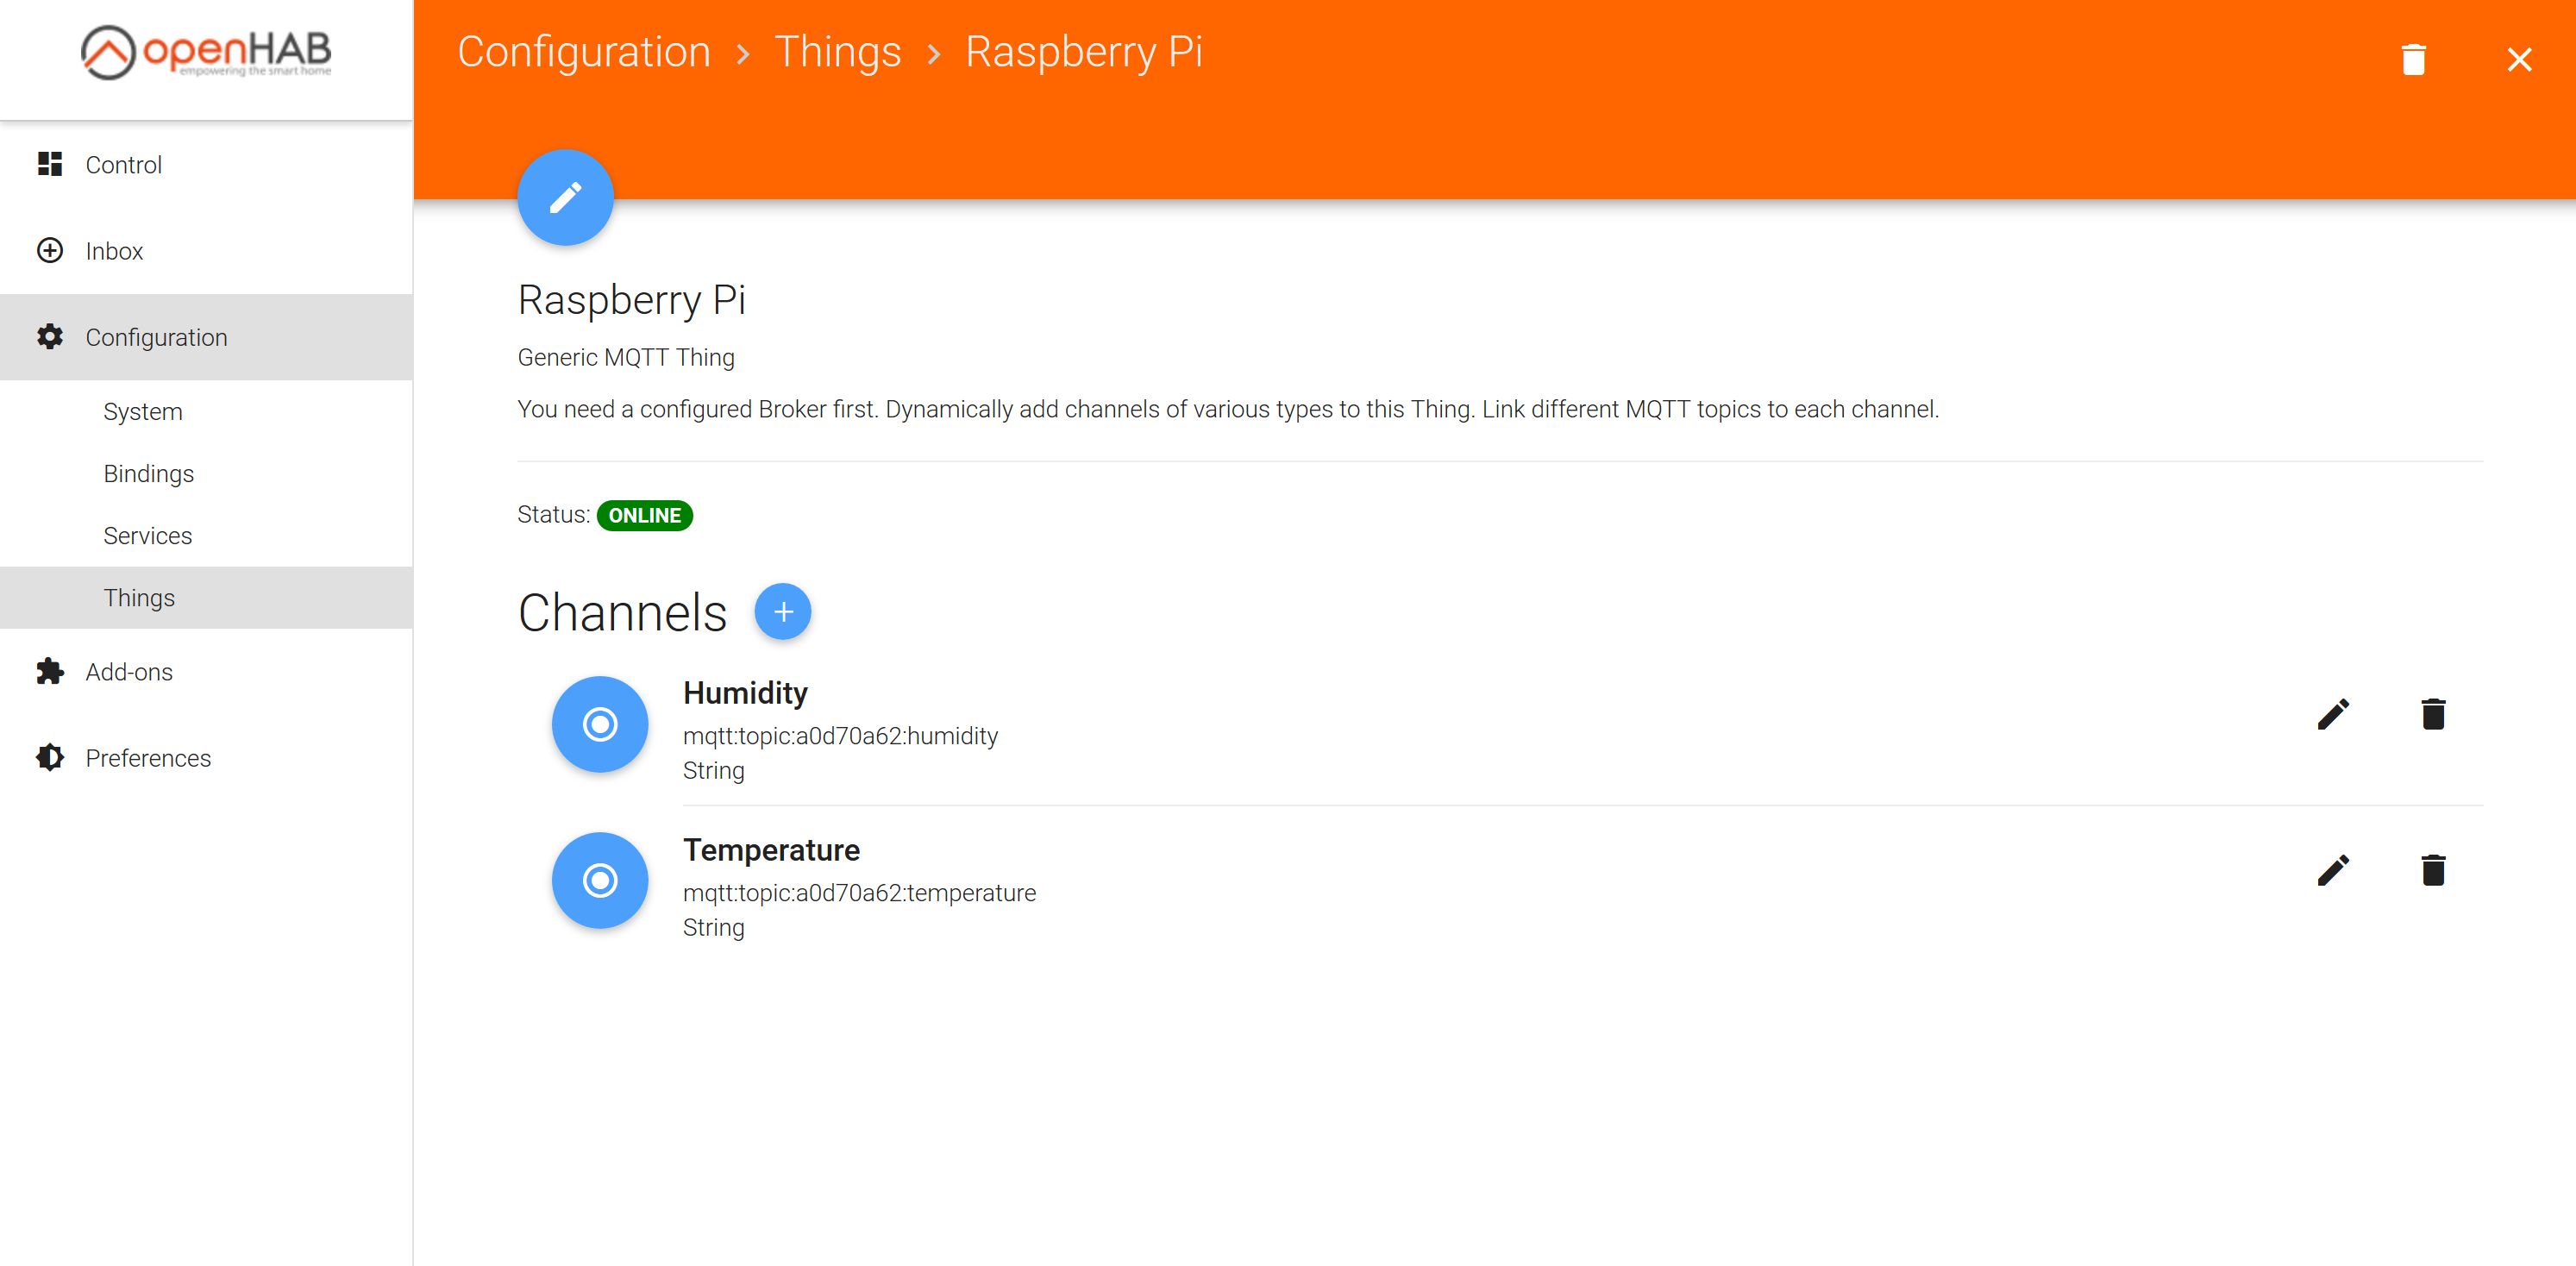 openHAB
empowering the smart home
Control
Inbox
Configuration
System
Bindings
Services
Things
Add-ons
Preferences
Configuration > Things > Raspberry Pi
Raspberry Pi
Generic MQTT Thing
You need a configured Broker first. Dynamically add channels of various types to this Thing. Link different MQTT topics to each channel.
Status: ONLINE
Channels
Humidity
mqtt:topic:a0d70a62:humidity
String
Temperature
mqtt:topic:a0d70a62:temperature
String